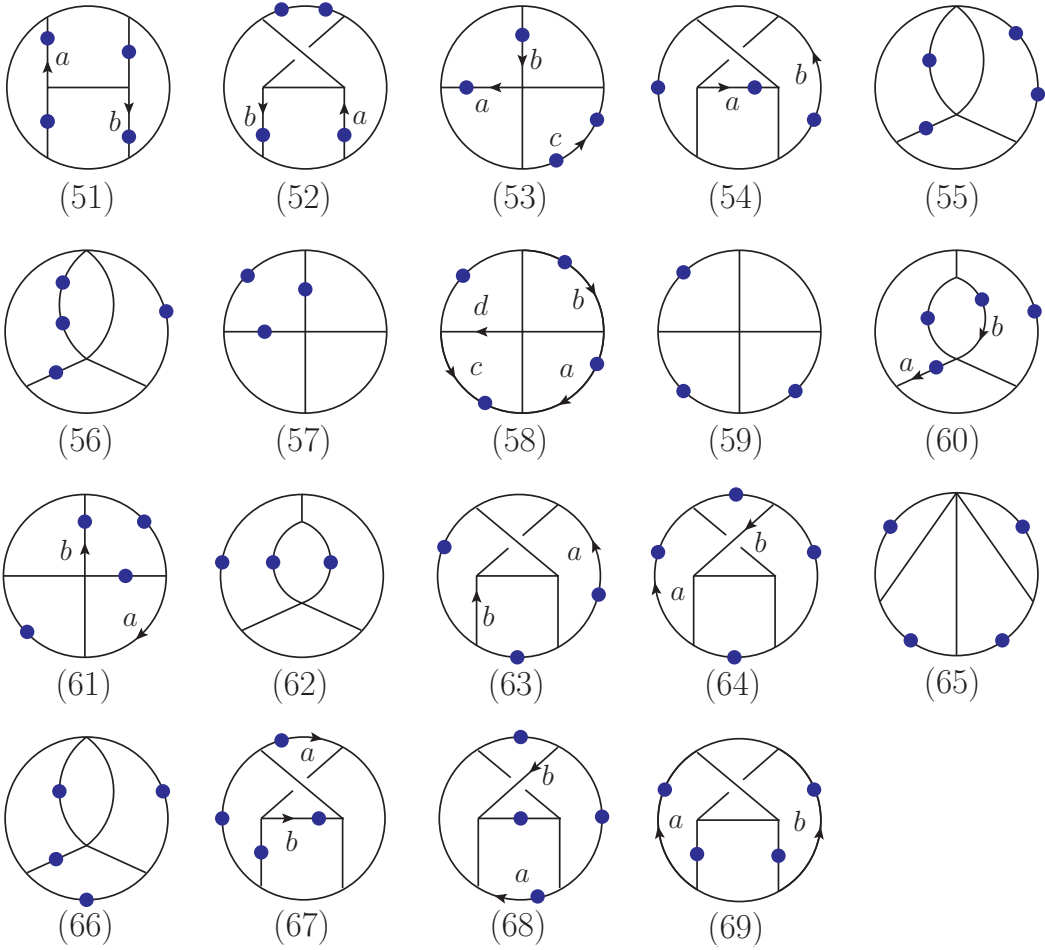 a b b a b a c a b
(51) (52) (53) (54) (55)
d b c a a b
(56) (57) (58) (59) (60)
b a a b b a
(61) (62) (63) (64) (65)
a b b a a b
(66) (67) (68) (69)